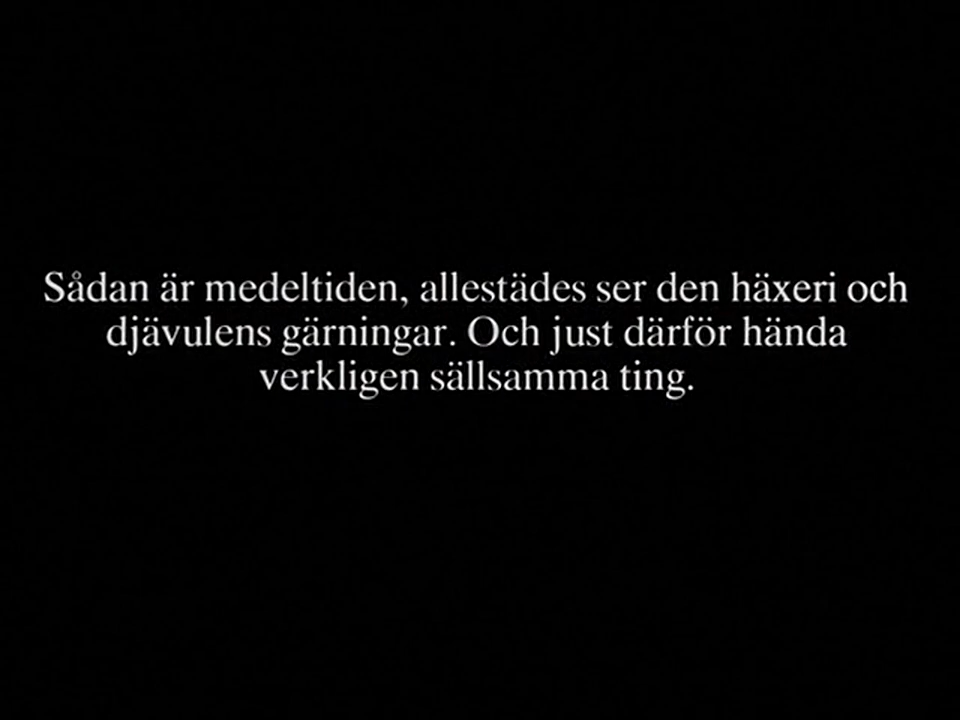 Sådan är medeltiden, allestädes ser den häxeri och
djävulens gärningar. Och just därför hända
verkligen sällsamma ting.